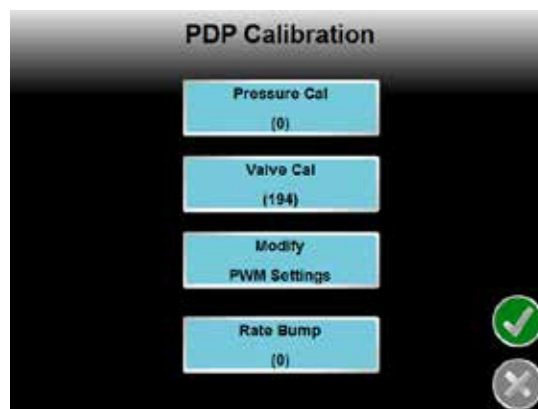 PDP Calibration
Pressure Cal
(0)
Valve Cal
(194)
Modify
PWM Settings
Rate Bump
(0)